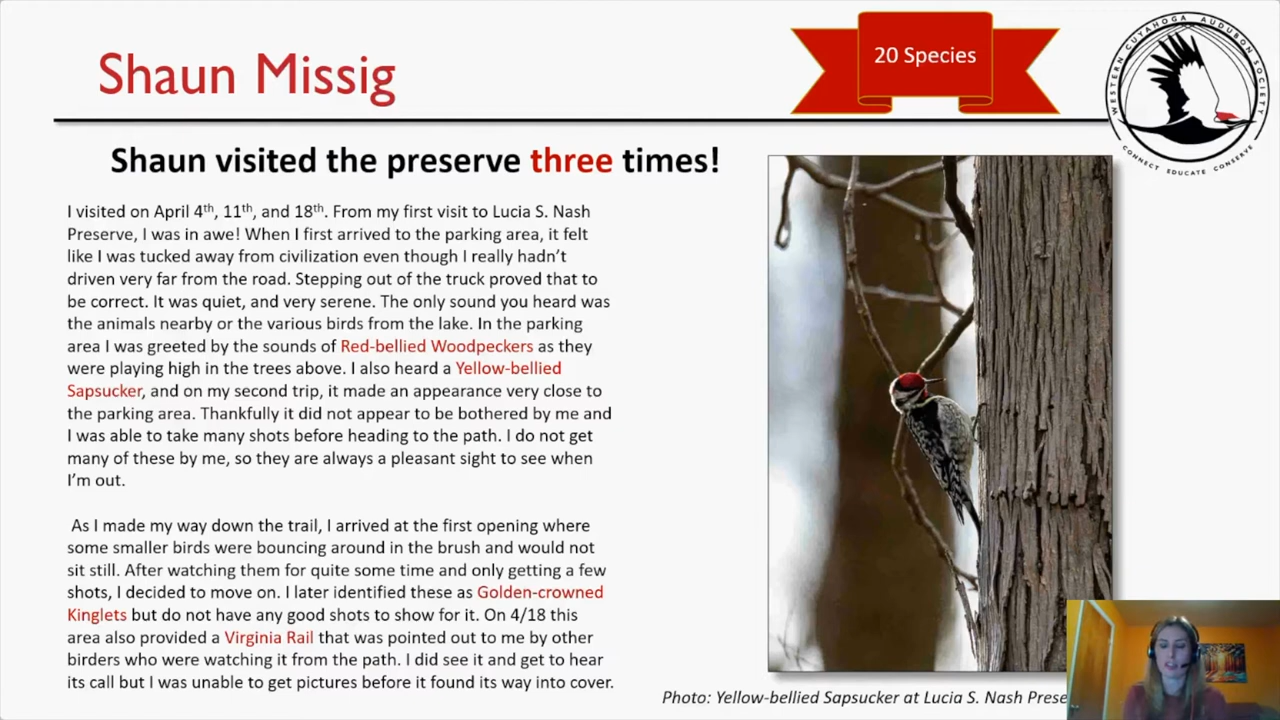 Shaun Missig
20 Species
WESTERN CUYAHOGA AUDUBON SOCIETY
CONNECT EDUCATE CONSERVE
Shaun visited the preserve three times!
I visited on April 4th, 11th, and 18th. From my first visit to Lucia S. Nash
Preserve, I was in awe! When I first arrived to the parking area, it felt
like I was tucked away from civilization even though I really hadn't
driven very far from the road. Stepping out of the truck proved that to
be correct. It was quiet, and very serene. The only sound you heard was
the animals nearby or the various birds from the lake. In the parking
area I was greeted by the sounds of Red-bellied Woodpeckers as they
were playing high in the trees above. I also heard a Yellow-bellied
Sapsucker, and on my second trip, it made an appearance very close to
the parking area. Thankfully it did not appear to be bothered by me and
I was able to take many shots before heading to the path. I do not get
many of these by me, so they are always a pleasant sight to see when
I'm out.
As I made my way down the trail, I arrived at the first opening where
some smaller birds were bouncing around in the brush and would not
sit still. After watching them for quite some time and only getting a few
shots, I decided to move on. I later identified these as Golden-crowned
Kinglets but do not have any good shots to show for it. On 4/18 this
area also provided a Virginia Rail that was pointed out to me by other
birders who were watching it from the path. I did see it and get to hear
its call but I was unable to get pictures before it found its way into cover.
Photo: Yellow-bellied Sapsucker at Lucia S. Nash Prese